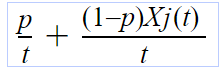 p/t + (1–p)Xj(t)/t